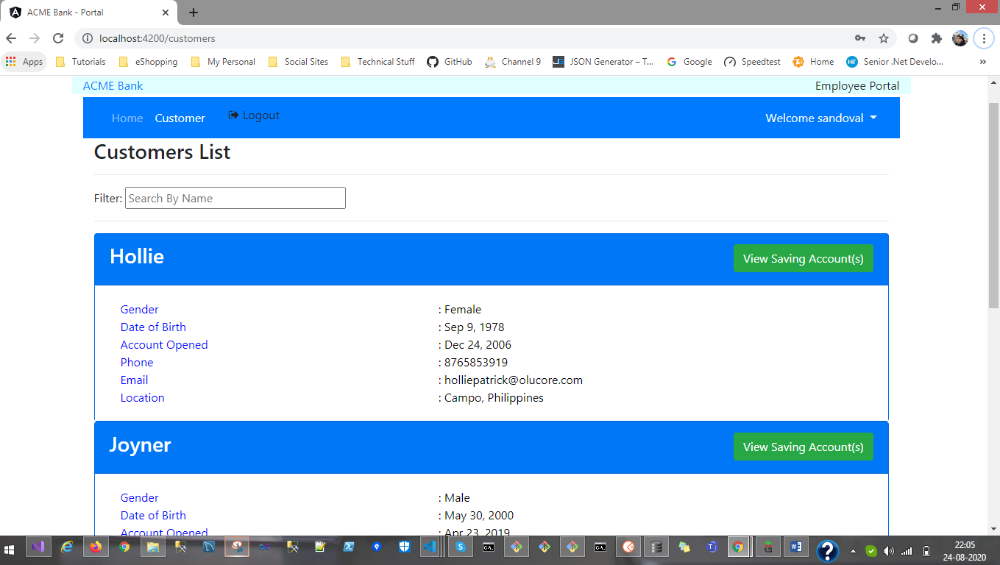 ACME Bank - Portal
localhost:4200/customers
Apps Tutorials eShopping My Personal Social Sites Technical Stuff GitHub Channel 9 JSON Generator – T... Google Speedtest Home HT Senior .Net Develo... »
ACME Bank Employee Portal
Home Customer Logout Welcome sandoval
Customers List
Filter: Search By Name
Hollie View Saving Account(s)
Gender : Female
Date of Birth : Sep 9, 1978
Account Opened : Dec 24, 2006
Phone : 8765853919
Email : holliepatrick@olucore.com
Location : Campo, Philippines
Joyner View Saving Account(s)
Gender : Male
Date of Birth : May 30, 2000
Account Opened : Apr 23, 2019
22:05
24-08-2020